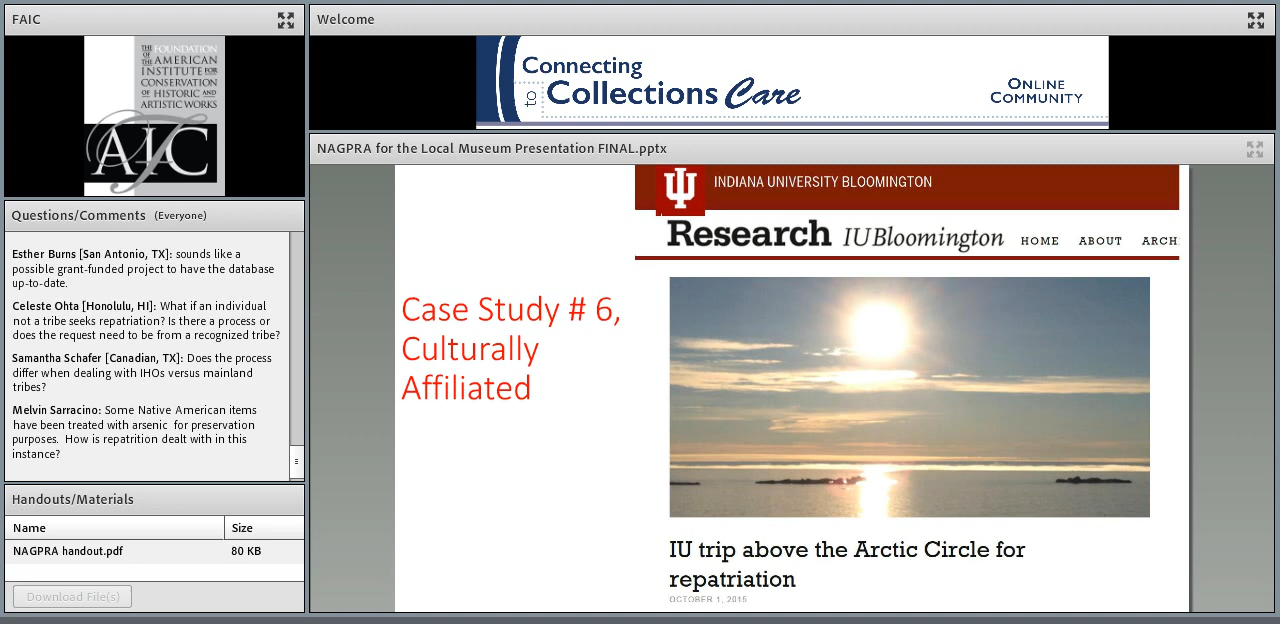 FAIC
THE FOUNDATION
OF THE AMERICAN
INSTITUTE FOR
CONSERVATION
OF HISTORIC AND
ARTISTIC WORKS
AIC
Welcome
Connecting
to Collections Care
ONLINE
COMMUNITY
Questions/Comments (Everyone)
Esther Burns [San Antonio, TX]: sounds like a
possible grant-funded project to have the database
up-to-date.
Celeste Ohta [Honolulu, HI]: What if an individual
not a tribe seeks repatriation? Is there a process or
does the request need to be from a recognized tribe?
Samantha Schafer [Canadian, TX]: Does the process
differ when dealing with IHOs versus mainland
tribes?
Melvin Sarracino: Some Native American items
have been treated with arsenic for preservation
purposes. How is repatrition dealt with in this
instance?
Handouts/Materials
Name Size
NAGPRA handout.pdf 80 KB
Download File(s)
NAGPRA for the Local Museum Presentation FINAL.pptx
Case Study # 6,
Culturally
Affiliated
INDIANA UNIVERSITY BLOOMINGTON
Research IU Bloomington HOME ABOUT ARCH
IU trip above the Arctic Circle for
repatriation
OCTOBER 1, 2015